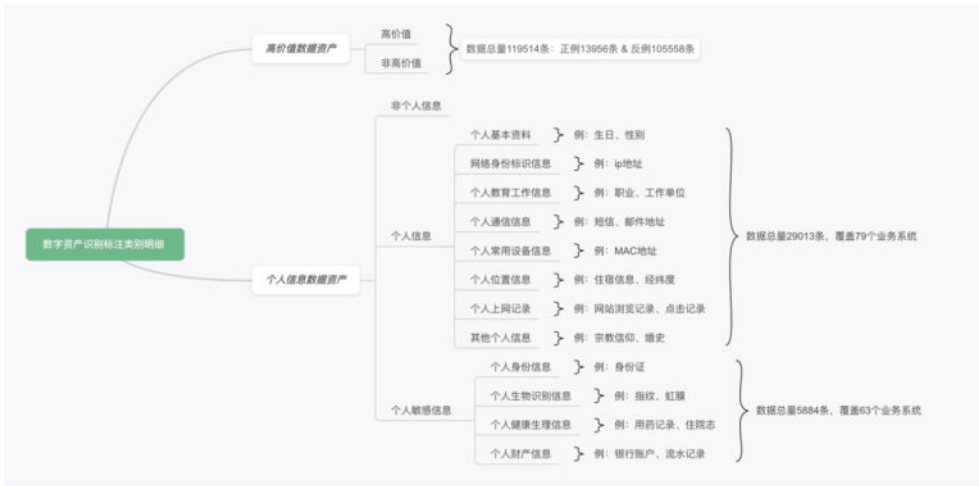 高价值数据资产
高价值
非高价值
数据总量119514条：正例13956条 & 反例105558条
数字资产识别标注类别明细
个人信息数据资产
非个人信息
个人信息
个人基本资料
例：生日、性别
网络身份标识信息
例：ip地址
个人教育工作信息
例：职业、工作单位
个人通信信息
例：短信、邮件地址
个人常用设备信息
例：MAC地址
个人位置信息
例：住宿信息、经纬度
个人上网记录
例：网站浏览记录、点击记录
其他个人信息
例：宗教信仰、婚史
数据总量29013条，覆盖79个业务系统
个人敏感信息
个人身份信息
例：身份证
个人生物识别信息
例：指纹、虹膜
个人健康生理信息
例：用药记录、住院志
个人财产信息
例：银行账户、流水记录
数据总量5884条，覆盖63个业务系统